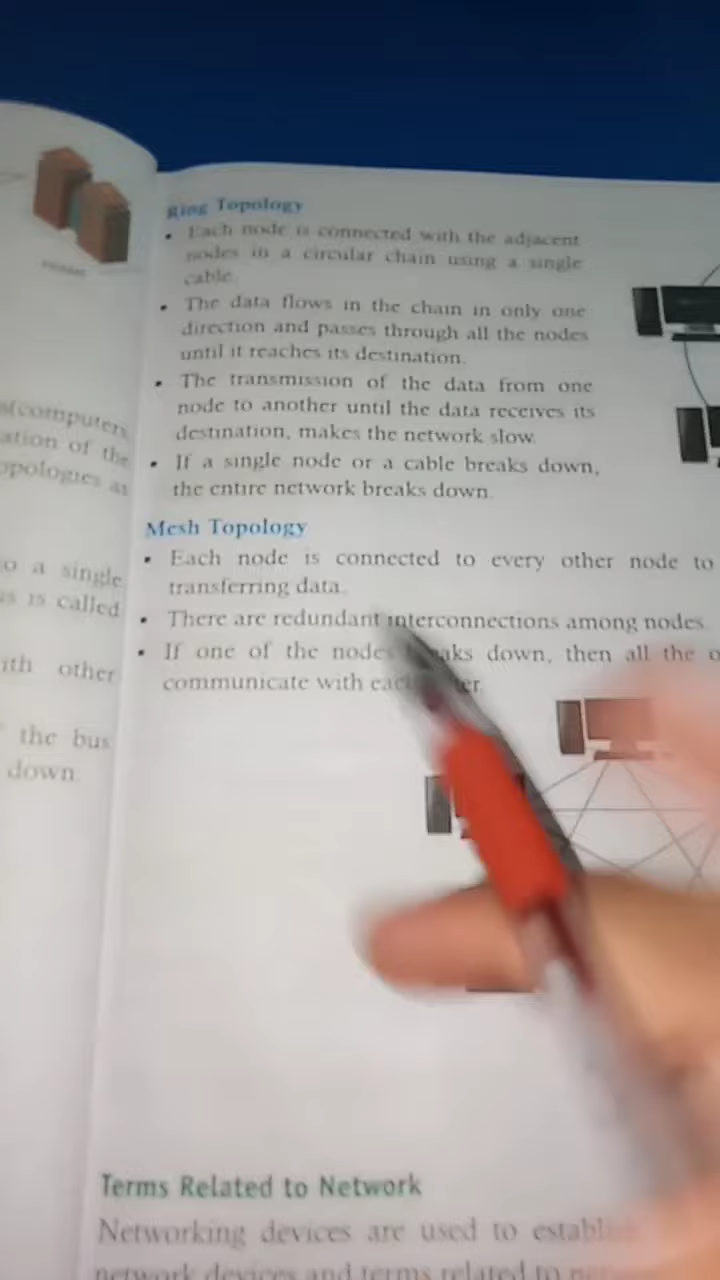 of computers
ation of the
opologies as
o a single
us is called
ith other
the bus
down.
Ring Topology
• Each node is connected with the adjacent
nodes in a circular chain using a single
cable.
• The data flows in the chain in only one
direction and passes through all the nodes
until it reaches its destination.
• The transmission of the data from one
node to another until the data receives its
destination, makes the network slow.
• If a single node or a cable breaks down,
the entire network breaks down.
Mesh Topology
• Each node is connected to every other node to
transferring data.
• There are redundant interconnections among nodes.
• If one of the nodes breaks down, then all the o
communicate with each
Terms Related to Network
Networking devices are used to establis
network devices and terms related to